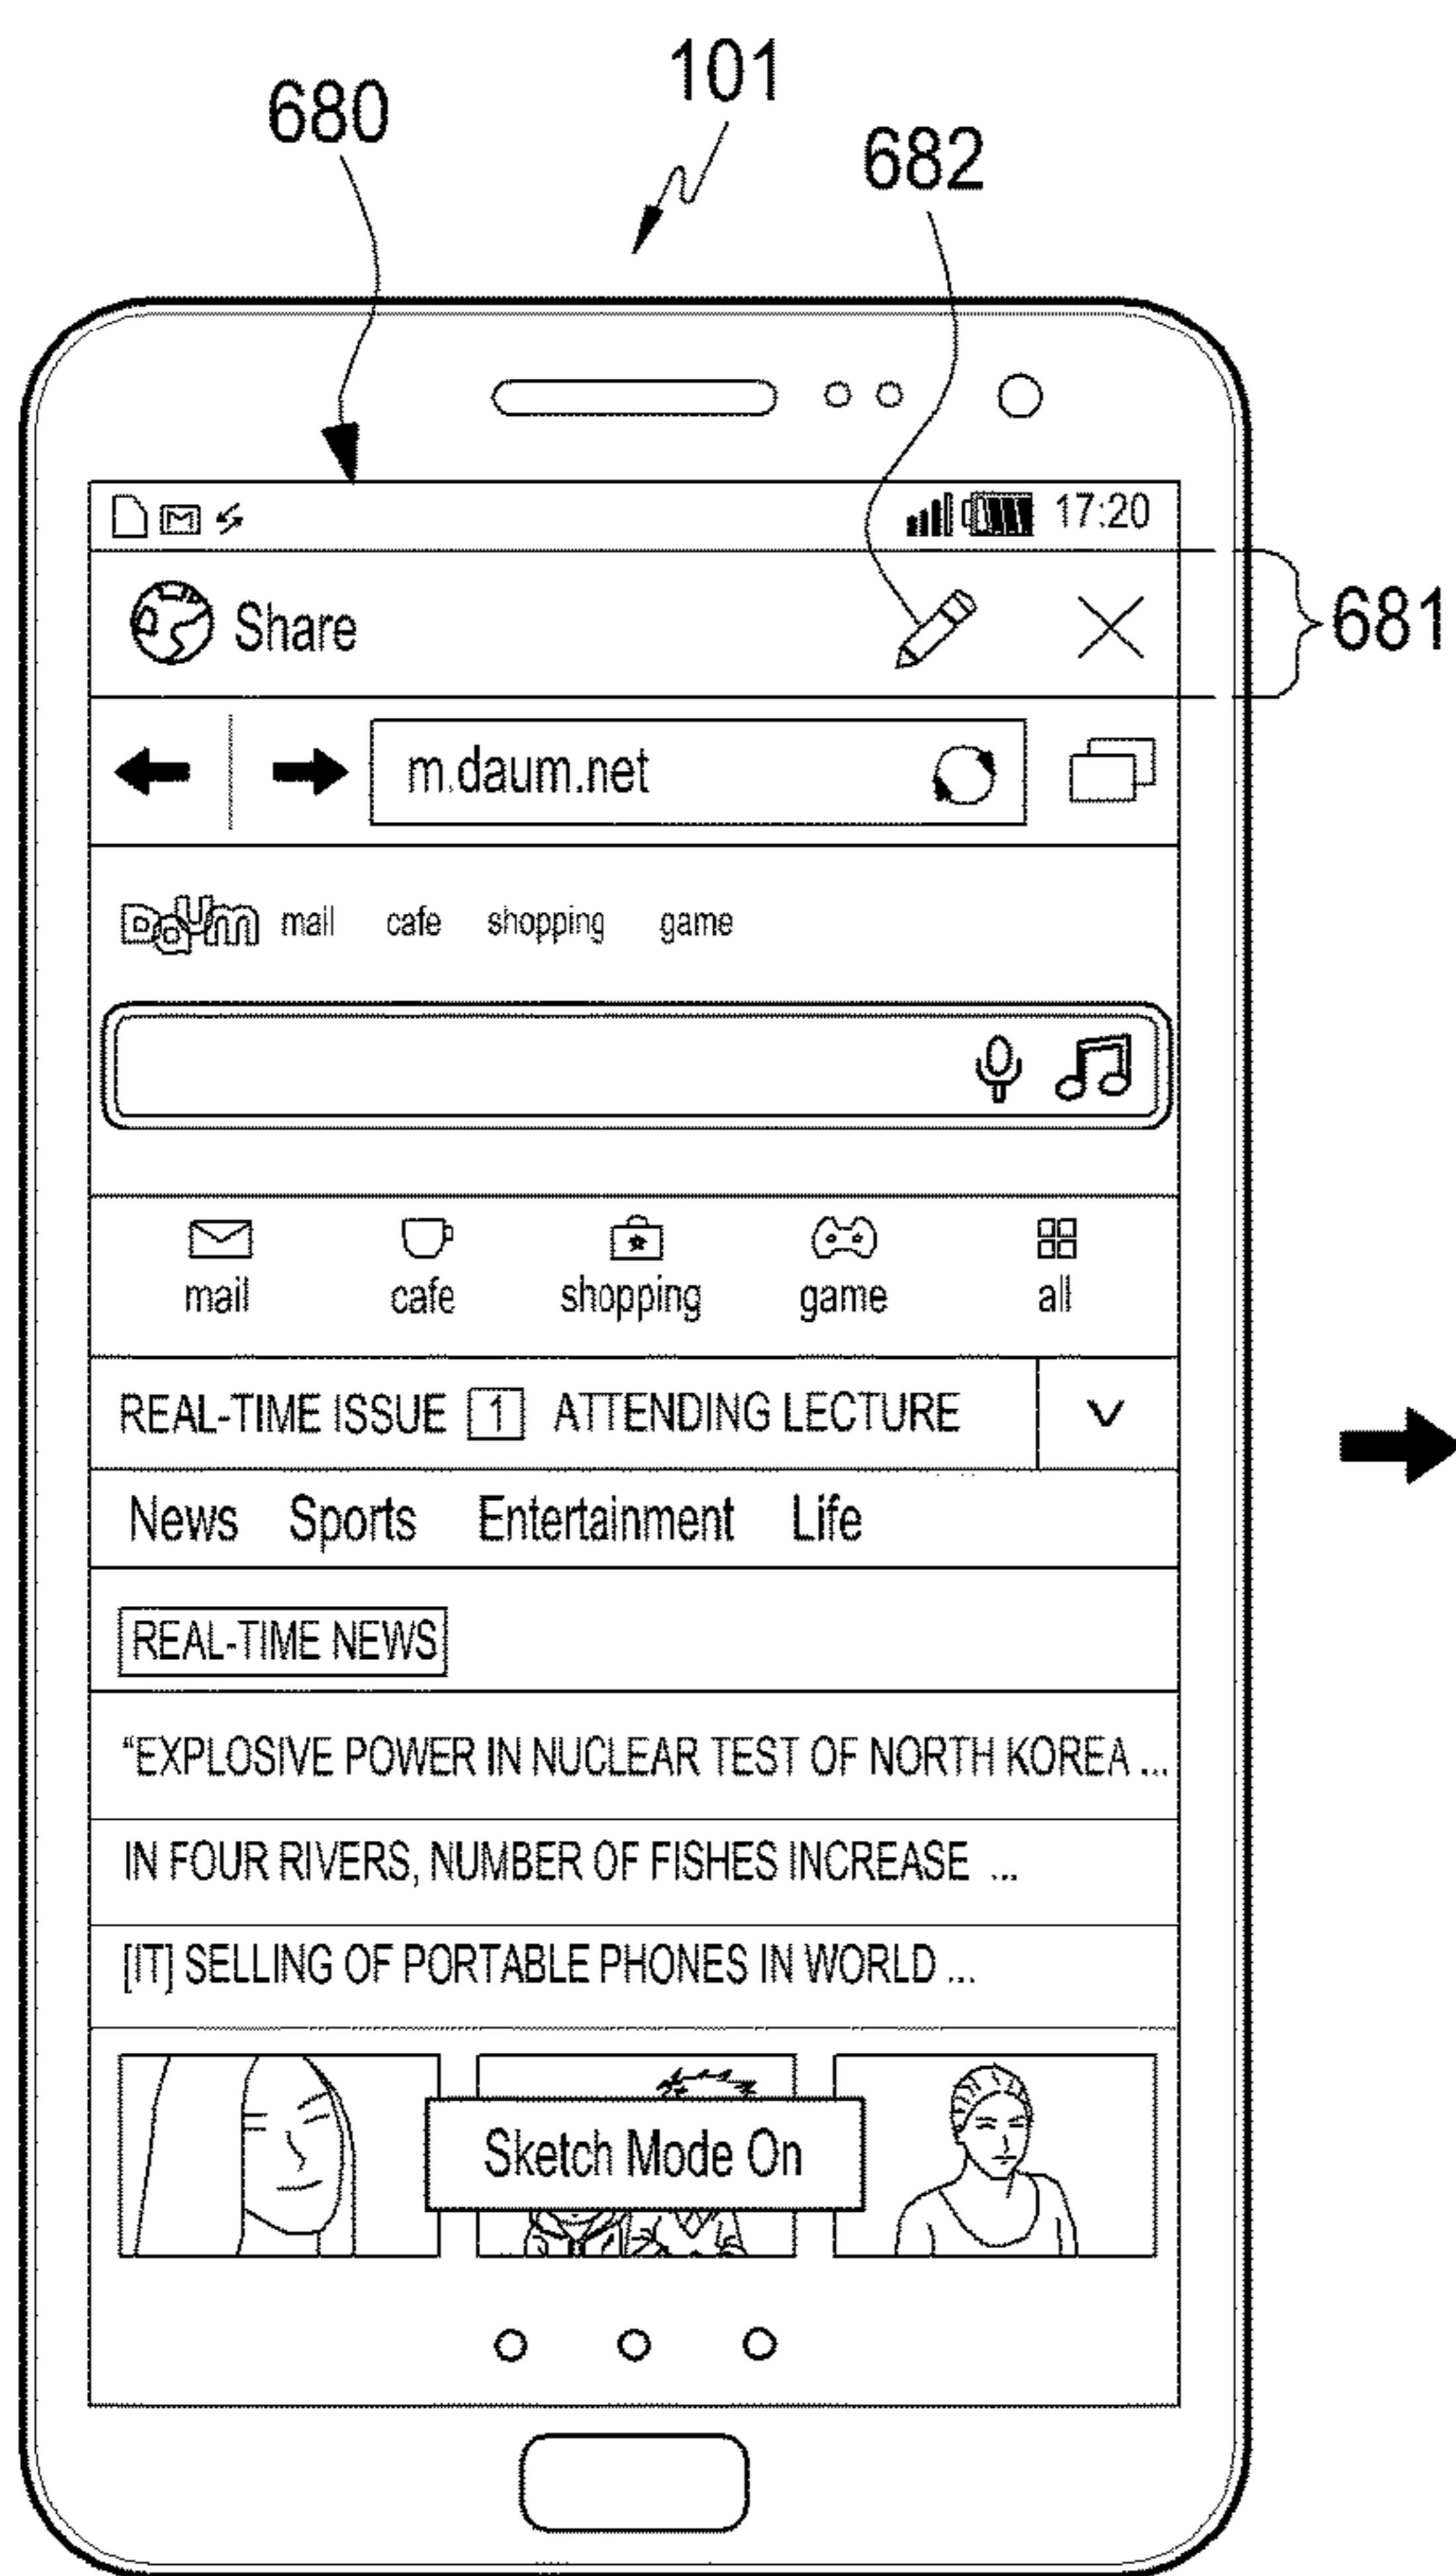 101
680
682
17:20
Share
681
m.daum.net
Daum mail cafe shopping game
mail cafe shopping game all
REAL-TIME ISSUE 1 ATTENDING LECTURE
News Sports Entertainment Life
REAL-TIME NEWS
“EXPLOSIVE POWER IN NUCLEAR TEST OF NORTH KOREA ...
IN FOUR RIVERS, NUMBER OF FISHES INCREASE ...
[IT] SELLING OF PORTABLE PHONES IN WORLD ...
Sketch Mode On